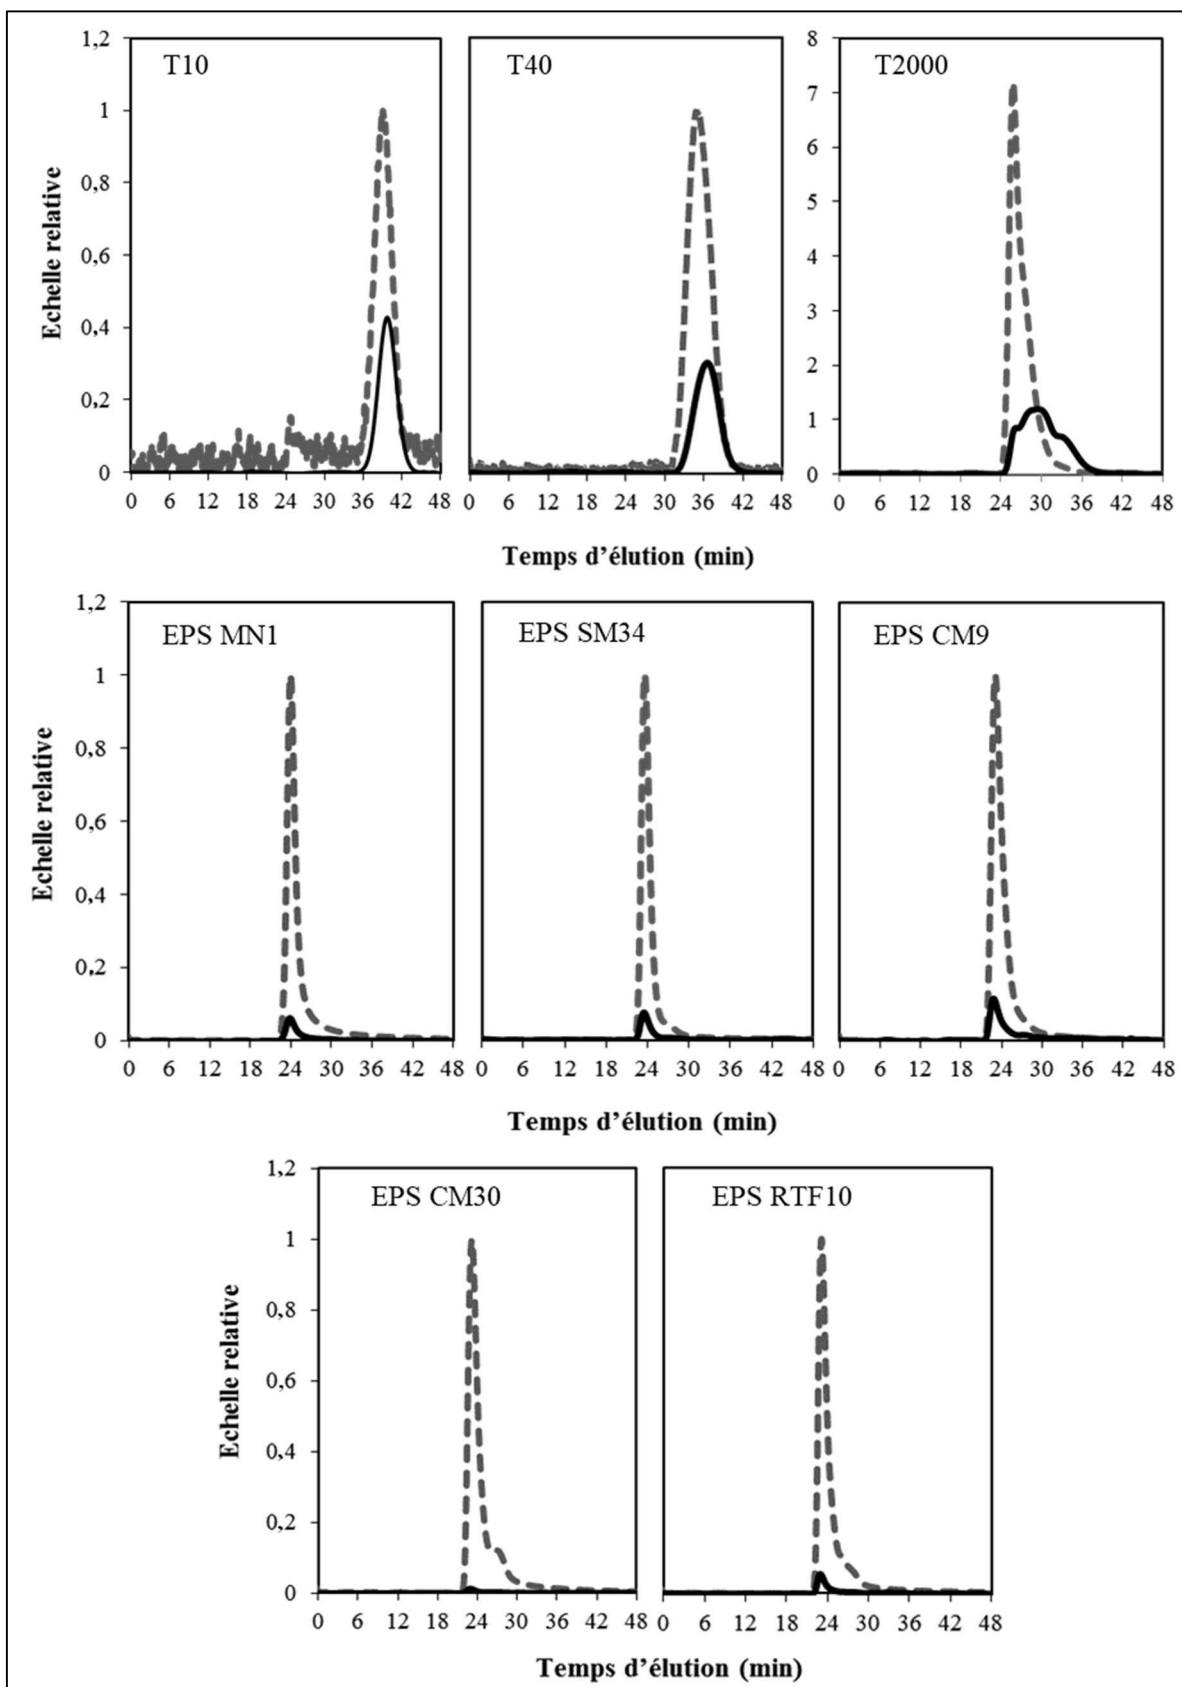 T10
T40
T2000
1,2
1
0,8
0,6
0,4
0,2
0
8
7
6
5
4
3
2
1
0
Echelle relative
0 6 12 18 24 30 36 42 48
0 6 12 18 24 30 36 42 48
0 6 12 18 24 30 36 42 48
Temps d’élution (min)
EPS MN1
EPS SM34
EPS CM9
1,2
1
0,8
0,6
0,4
0,2
0
Echelle relative
0 6 12 18 24 30 36 42 48
0 6 12 18 24 30 36 42 48
0 6 12 18 24 30 36 42 48
Temps d’élution (min)
EPS CM30
EPS RTF10
1,2
1
0,8
0,6
0,4
0,2
0
Echelle relative
0 6 12 18 24 30 36 42 48
0 6 12 18 24 30 36 42 48
Temps d’élution (min)